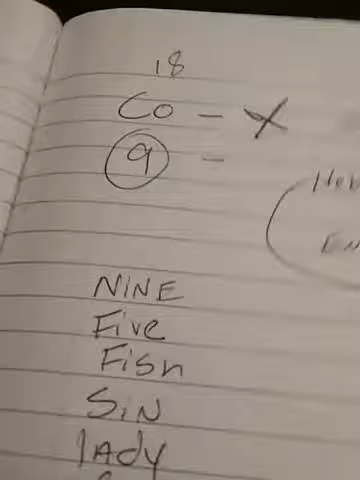 18
Co - X
9 -
NiNE
Five
Fish
SiN
lAdy